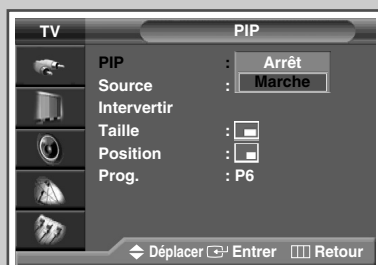 TV PIP
PIP : Arrêt
Source : Marche
Intervertir
Taille :
Position :
Prog. : P6
Déplacer Entrer Retour